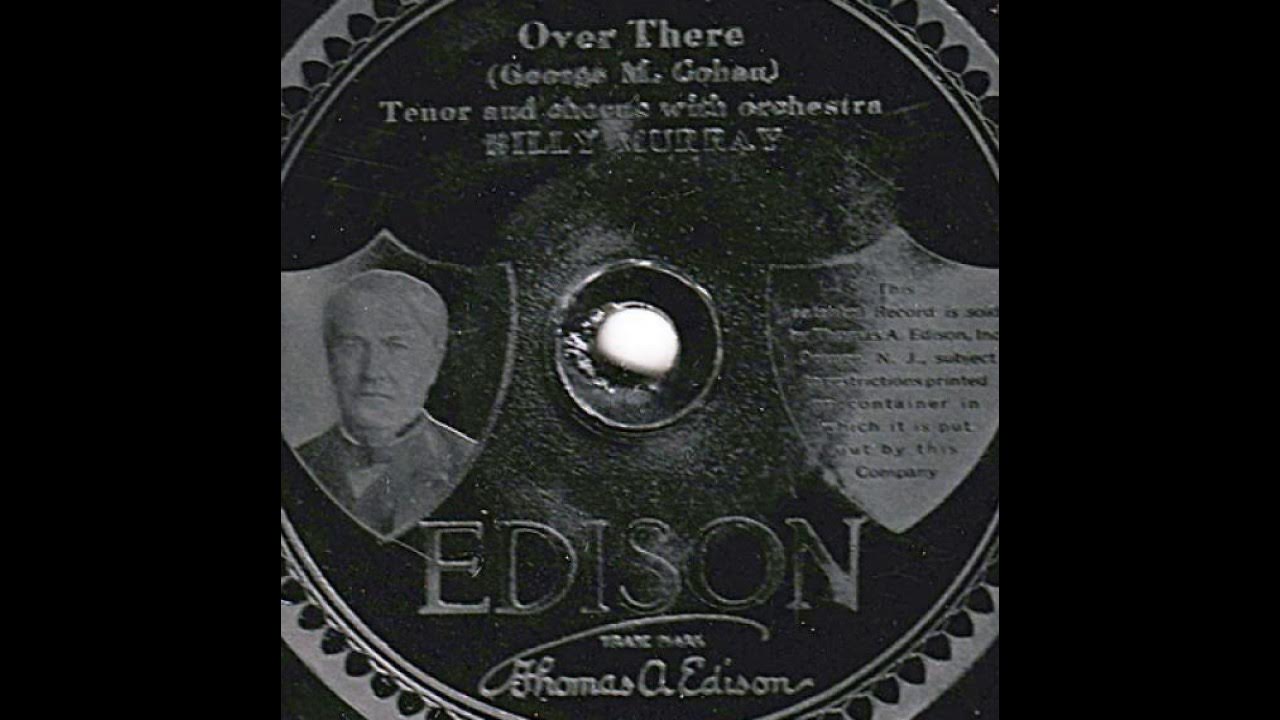 Over There
(George M. Cohan)
Tenor and chorus with orchestra
BILLY MURRAY
This
Record is sold
A. Edison, Inc
N. J., subject
restrictions printed
container in
which it is put
out by this
Company
EDISON
TRADE MARK
Thomas A Edison